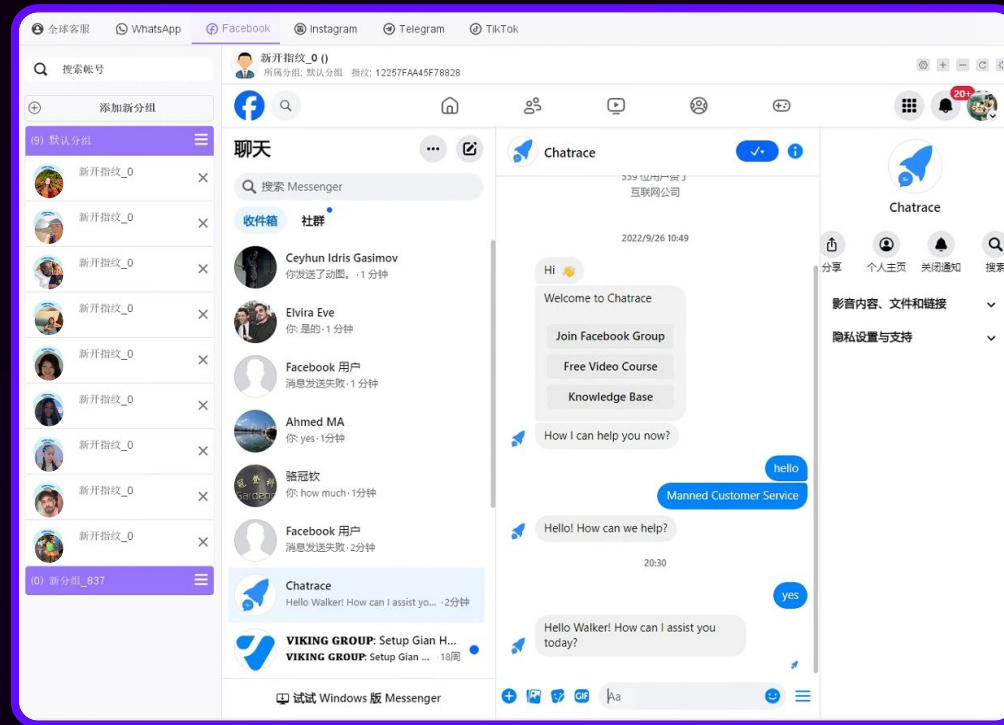 全球客服
WhatsApp
Facebook
Instagram
Telegram
TikTok
搜索帐号
添加新分组
(9) 默认分组
新开指纹_0
新开指纹_0
新开指纹_0
新开指纹_0
新开指纹_0
新开指纹_0
新开指纹_0
新开指纹_0
新开指纹_0
(0) 新分组_837
新开指纹_0 ()
所属分组: 默认分组 指纹: 12257FAA45F78828
20+
聊天
搜索 Messenger
收件箱
社群
Ceyhun Idris Gasimov
你发送了动图。·1 分钟
Elvira Eve
你: 是的·1 分钟
Facebook 用户
消息发送失败·1 分钟
Ahmed MA
你: yes·1分钟
骆冠钦
你: how much·1分钟
Facebook 用户
消息发送失败·2分钟
Chatrace
Hello Walker! How can I assist yo... ·2分钟
VIKING GROUP: Setup Gian H...
VIKING GROUP: Setup Gian ... ·18周
试试 Windows 版 Messenger
Chatrace
互联网公司
2022/9/26 10:49
Hi 👋
Welcome to Chatrace
Join Facebook Group
Free Video Course
Knowledge Base
How I can help you now?
hello
Manned Customer Service
Hello! How can we help?
20:30
yes
Hello Walker! How can I assist you
today?
GIF
Aa
Chatrace
分享
个人主页
关闭通知
搜索
影音内容、文件和链接
隐私设置与支持